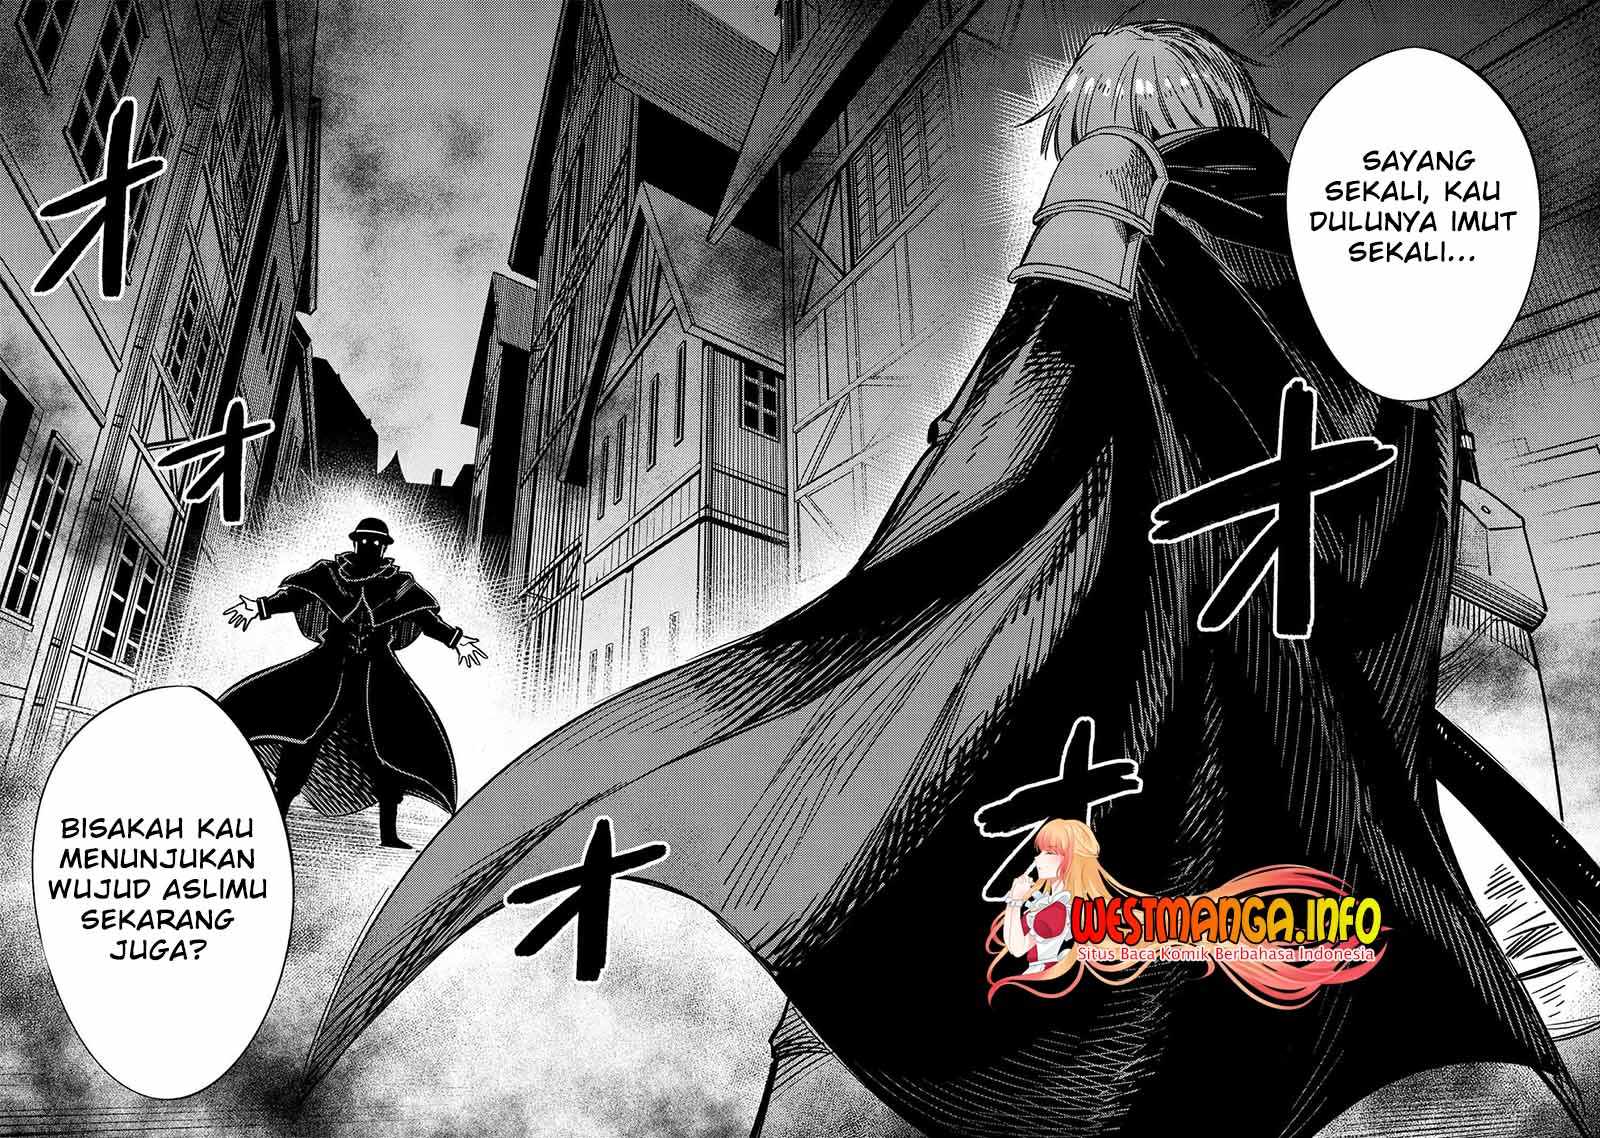 SAYANG
SEKALI, KAU
DULUNYA IMUT
SEKALI...
オ
オ
オ
オ
オ
BISAKAH KAU
MENUNJUKAN
WUJUD ASLIMU
SEKARANG
JUGA?
WESTMANGA.INFO
Situs Baca Komik Berbahasa Indonesia